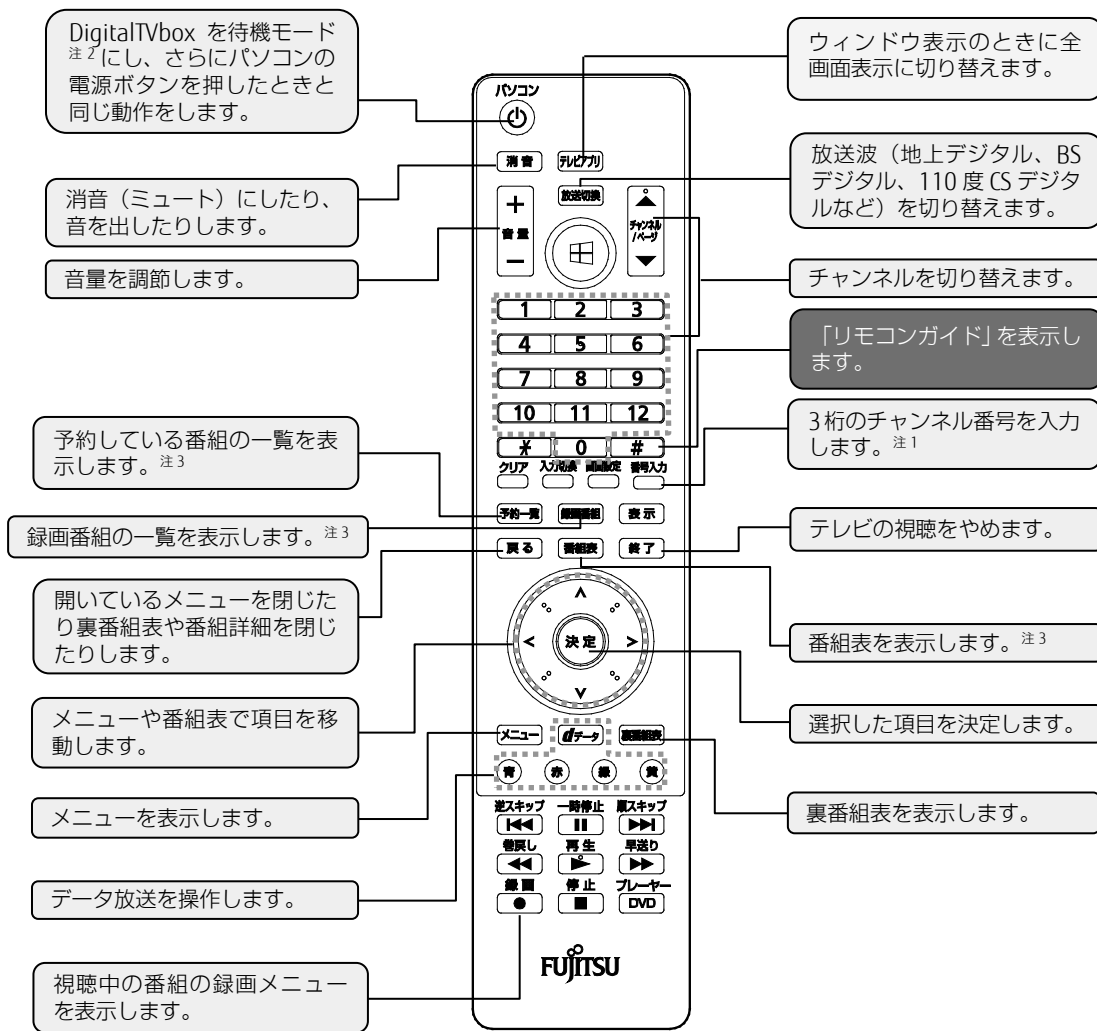 DigitalTVbox を待機モード
注 2 にし、さらにパソコンの
電源ボタンを押したときと
同じ動作をします。
消音（ミュート）にしたり、
音を出したりします。
音量を調節します。
予約している番組の一覧を表
示します。注 3
録画番組の一覧を表示します。注 3
開いているメニューを閉じた
り裏番組表や番組詳細を閉じ
たりします。
メニューや番組表で項目を移
動します。
メニューを表示します。
データ放送を操作します。
視聴中の番組の録画メニュー
を表示します。
パソコン
消音 テレビアプリ
放送切換
+
音量
−
チャンネル
/ページ
1 2 3
4 5 6
7 8 9
10 11 12
* 0 #
クリア 入力切換 画面設定 番号入力
予約一覧 録画番組 表示
戻る 番組表 終了
決定
メニュー dデータ 裏番組表
青 赤 緑 黄
逆スキップ 一時停止 順スキップ
巻戻し 再生 早送り
録画 停止 プレーヤー
DVD
FUJITSU
ウィンドウ表示のときに全
画面表示に切り替えます。
放送波（地上デジタル、BS
デジタル、110 度 CS デジタ
ルなど）を切り替えます。
チャンネルを切り替えます。
「リモコンガイド」を表示し
ます。
3 桁のチャンネル番号を入力
します。注 1
テレビの視聴をやめます。
番組表を表示します。注 3
選択した項目を決定します。
裏番組表を表示します。